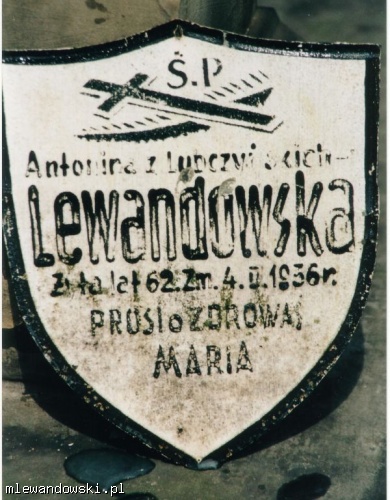 Ś.P
Antonina z
Lewandowska
Żyła lat 62. Zm. 4. II. 1936r.
PROSI o ZDROWAŚ
MARIA
mlewandowski.pl